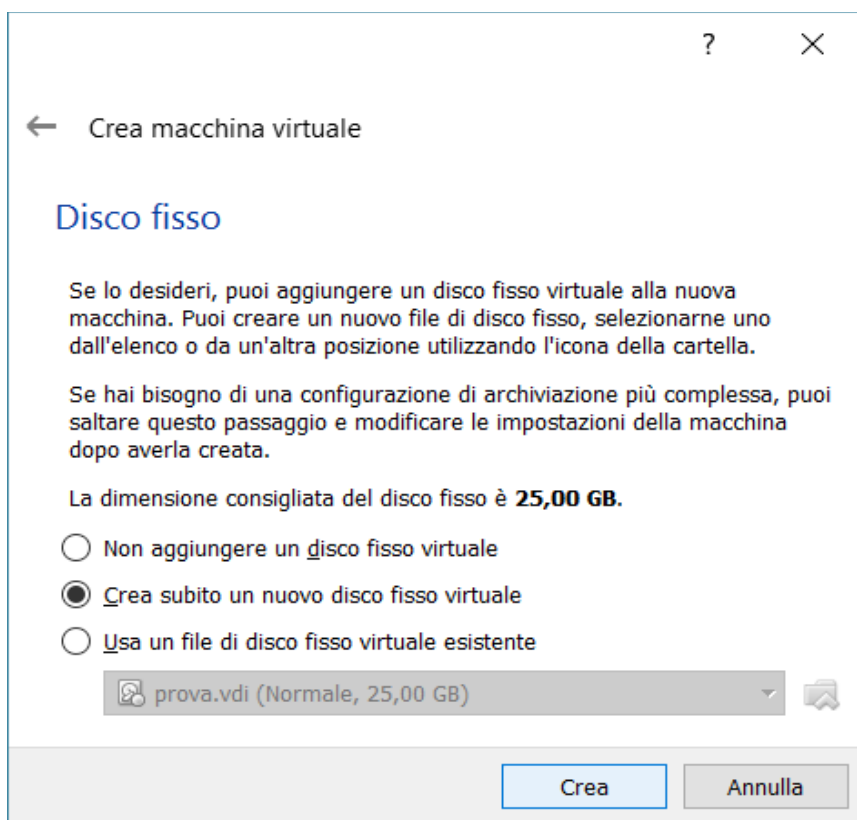 ?
Crea macchina virtuale
Disco fisso
Se lo desideri, puoi aggiungere un disco fisso virtuale alla nuova
macchina. Puoi creare un nuovo file di disco fisso, selezionarne uno
dall'elenco o da un'altra posizione utilizzando l'icona della cartella.
Se hai bisogno di una configurazione di archiviazione più complessa, puoi
saltare questo passaggio e modificare le impostazioni della macchina
dopo averla creata.
La dimensione consigliata del disco fisso è 25,00 GB.
Non aggiungere un disco fisso virtuale
Crea subito un nuovo disco fisso virtuale
Usa un file di disco fisso virtuale esistente
prova.vdi (Normale, 25,00 GB)
Crea Annulla